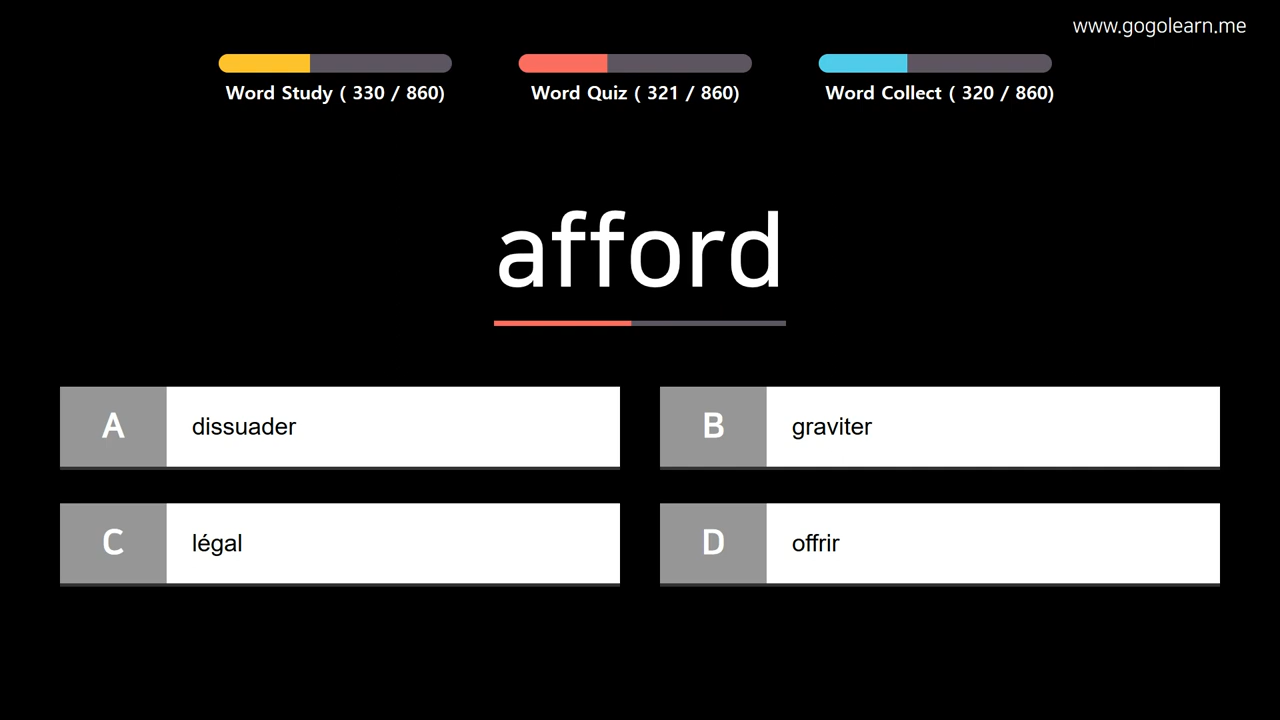 www.gogolearn.me
Word Study ( 330 / 860)
Word Quiz ( 321 / 860)
Word Collect ( 320 / 860)
afford
A
dissuader
B
graviter
C
légal
D
offrir